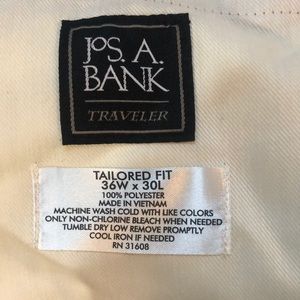 JOS. A.
BANK
TRAVELER
TAILORED FIT
36W x 30L
100% POLYESTER
MADE IN VIETNAM
MACHINE WASH COLD WITH LIKE COLORS
ONLY NON-CHLORINE BLEACH WHEN NEEDED
TUMBLE DRY LOW REMOVE PROMPTLY
COOL IRON IF NEEDED
RN 31608